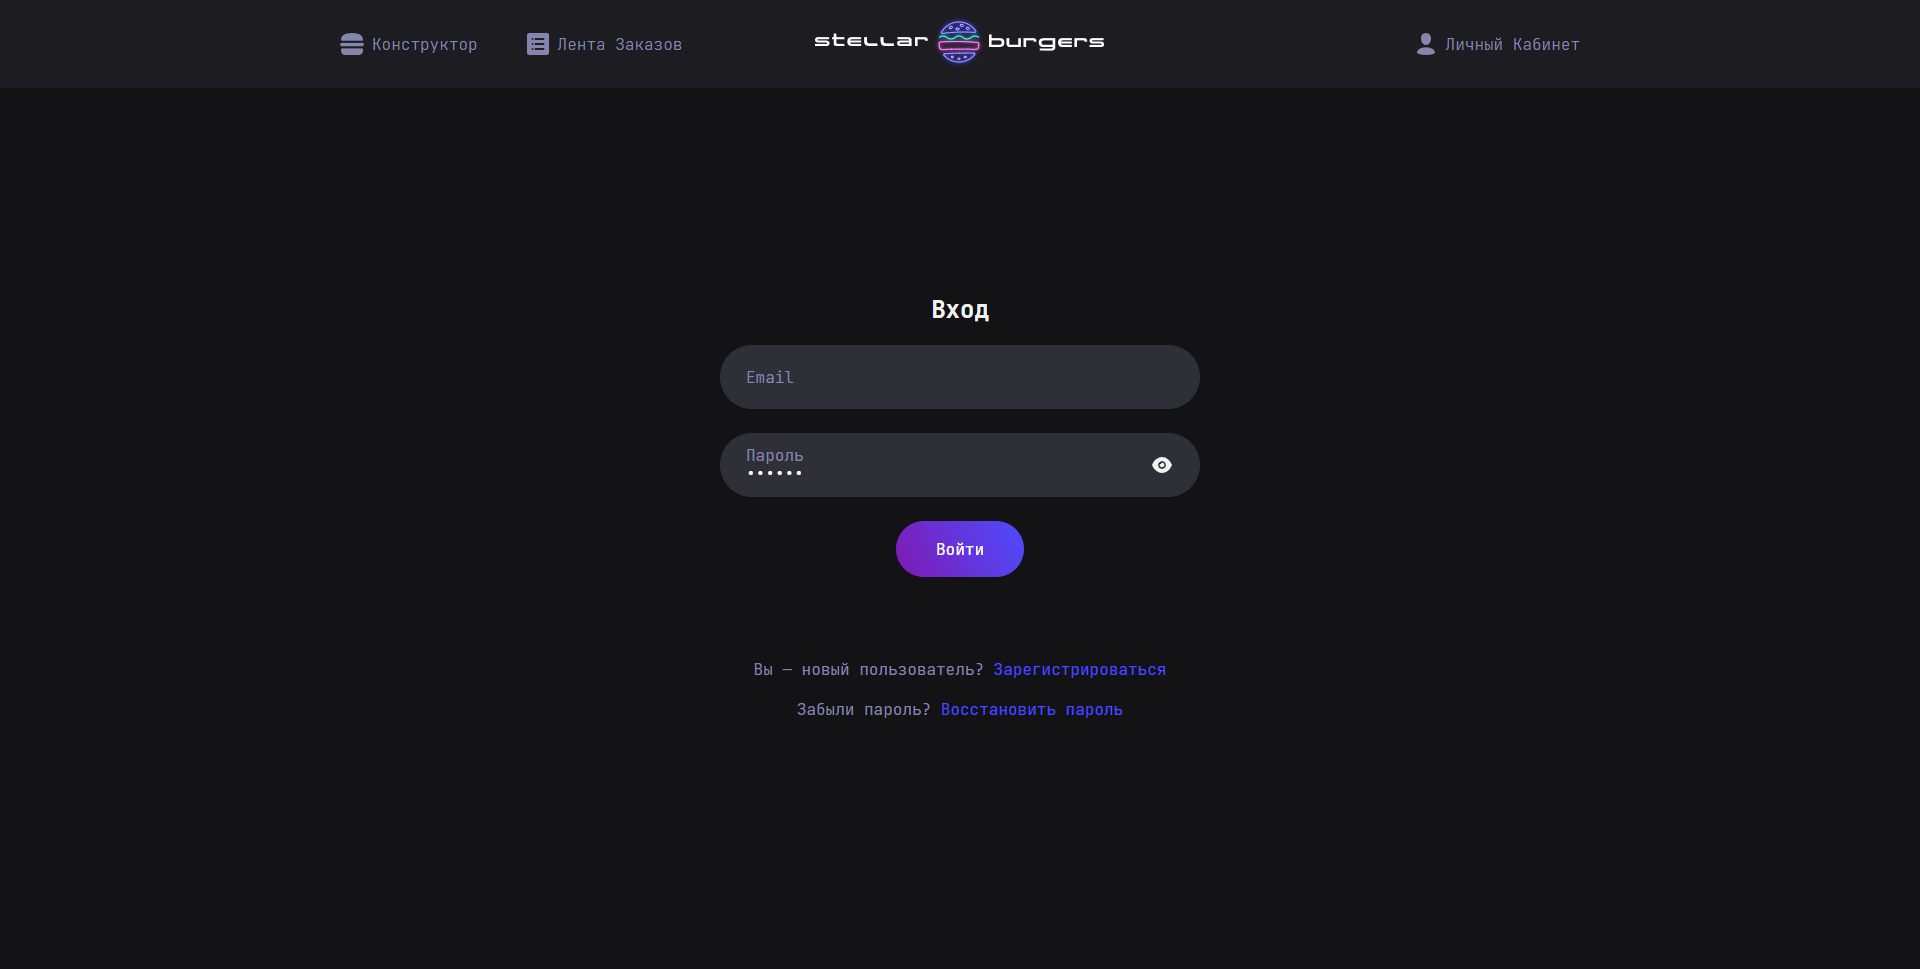 Конструктор
Лента Заказов
stellar burgers
Личный Кабинет
Вход
Email
Пароль
••••••
Войти
Вы — новый пользователь? Зарегистрироваться
Забыли пароль? Восстановить пароль